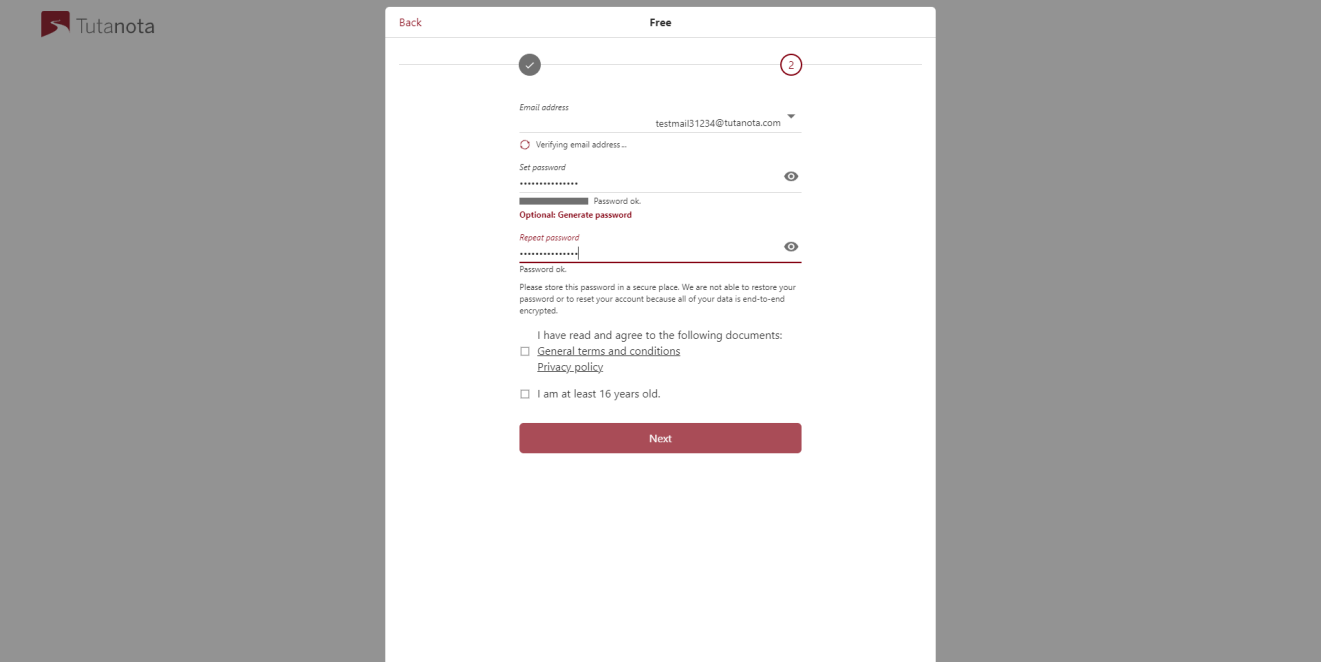 Tutanota
Back
Free
2
Email address
testmail31234@tutanota.com
Verifying email address...
Set password
•••••••••••••••
Password ok.
Optional: Generate password
Repeat password
•••••••••••••••
Password ok.
Please store this password in a secure place. We are not able to restore your
password or to reset your account because all of your data is end-to-end
encrypted.
I have read and agree to the following documents:
General terms and conditions
Privacy policy
I am at least 16 years old.
Next